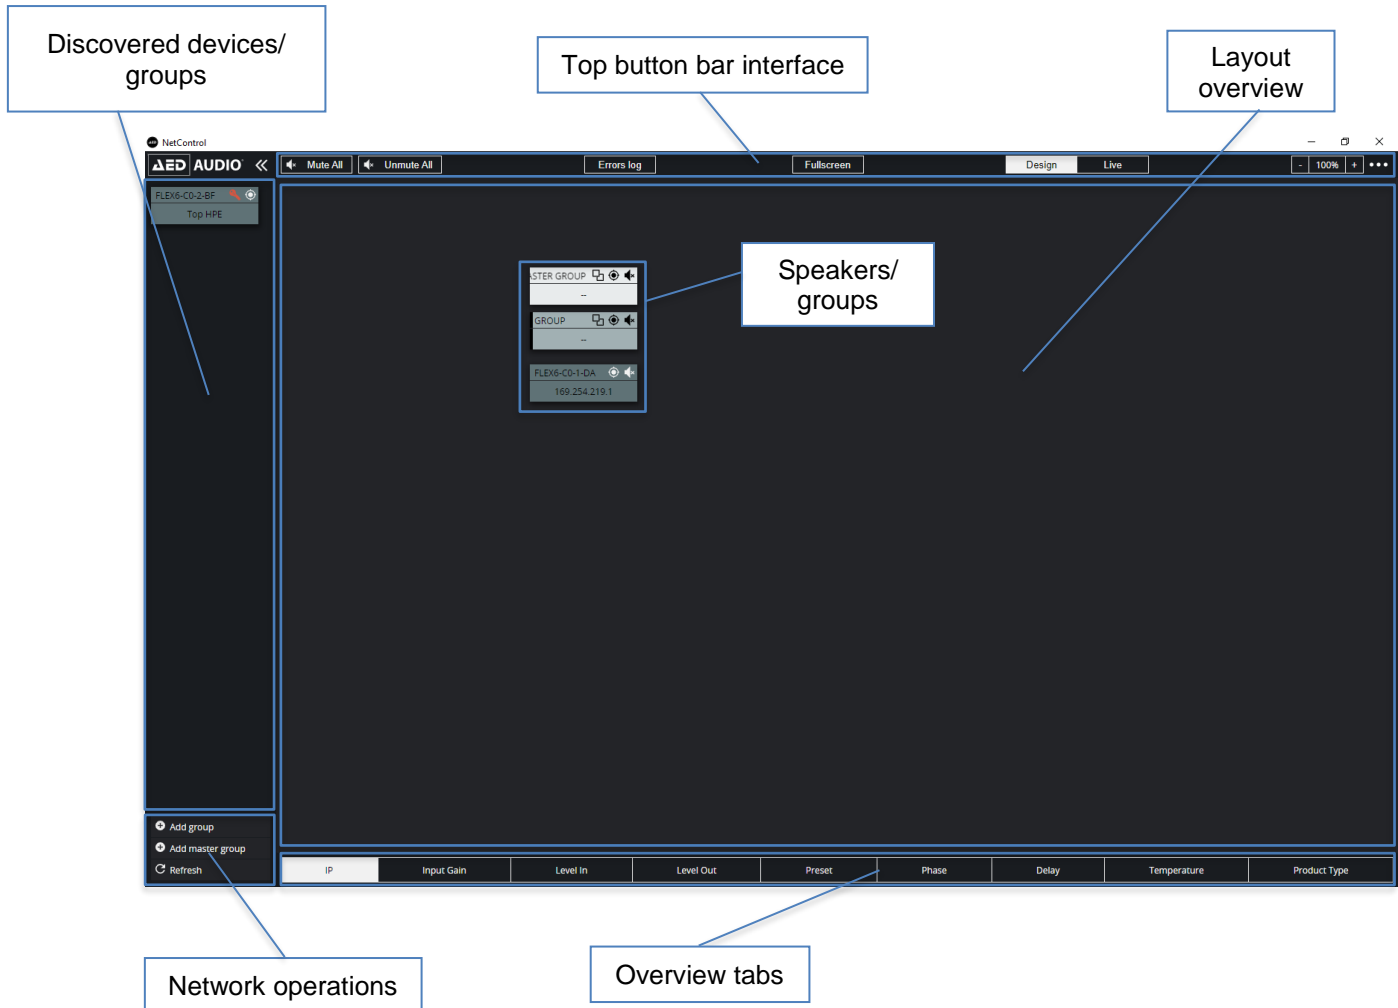 Discovered devices/
groups
Top button bar interface
Layout
overview
NetControl
AED AUDIO
Mute All
Unmute All
Errors log
Fullscreen
Design
Live
- 100% +
FLEX6-C0-2-BF
Top HPE
Speakers/
groups
STER GROUP
--
GROUP
--
FLEX6-C0-1-DA
169.254.219.1
Add group
Add master group
Refresh
IP
Input Gain
Level In
Level Out
Preset
Phase
Delay
Temperature
Product Type
Network operations
Overview tabs